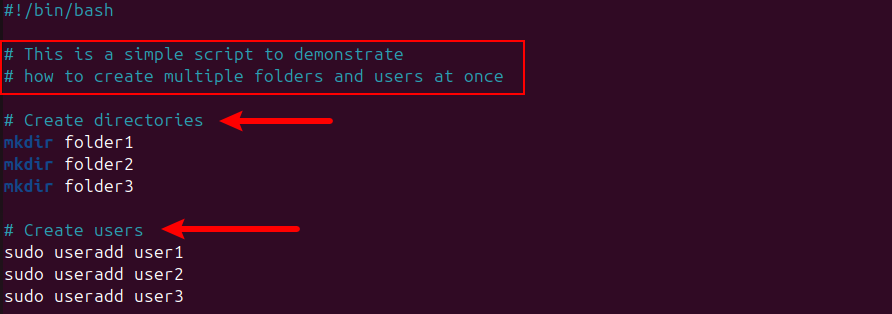 #!/bin/bash
# This is a simple script to demonstrate
# how to create multiple folders and users at once
# Create directories
mkdir folder1
mkdir folder2
mkdir folder3
# Create users
sudo useradd user1
sudo useradd user2
sudo useradd user3